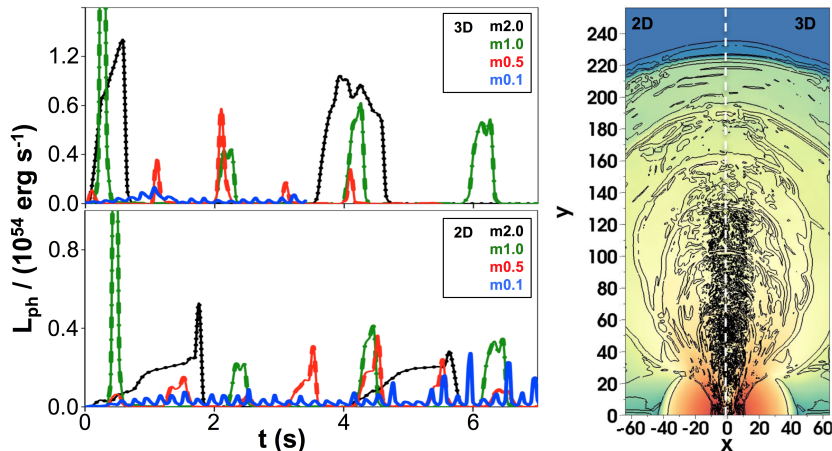 3D m2.0
m1.0
m0.5
m0.1
1.2
0.6
0.4
0.0
2D m2.0
m1.0
m0.5
m0.1
0.8
0.4
0.0
L_ph / (10^54 erg s^-1)
0 2 4 6
t (s)
2D 3D
240
220
200
180
160
140
120
100
80
60
40
20
0
y
-60 -40 -20 0 20 40 60
x